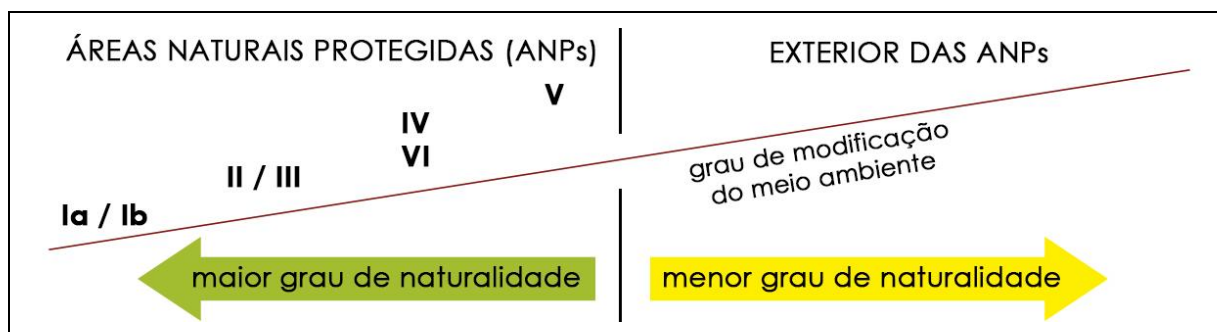 ÁREAS NATURAIS PROTEGIDAS (ANPs)
EXTERIOR DAS ANPs
V
IV
VI
II / III
Ia / Ib
grau de modificação
do meio ambiente
maior grau de naturalidade
menor grau de naturalidade